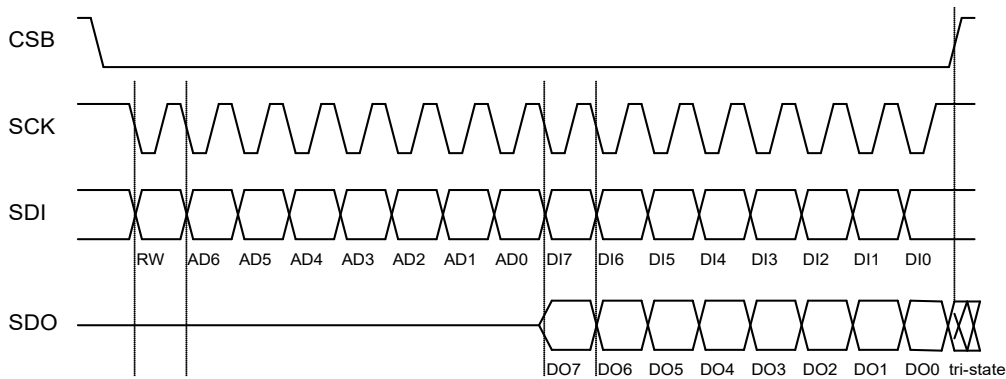 CSB
SCK
SDI
RW AD6 AD5 AD4 AD3 AD2 AD1 AD0 DI7 DI6 DI5 DI4 DI3 DI2 DI1 DI0
SDO
DO7 DO6 DO5 DO4 DO3 DO2 DO1 DO0 tri-state